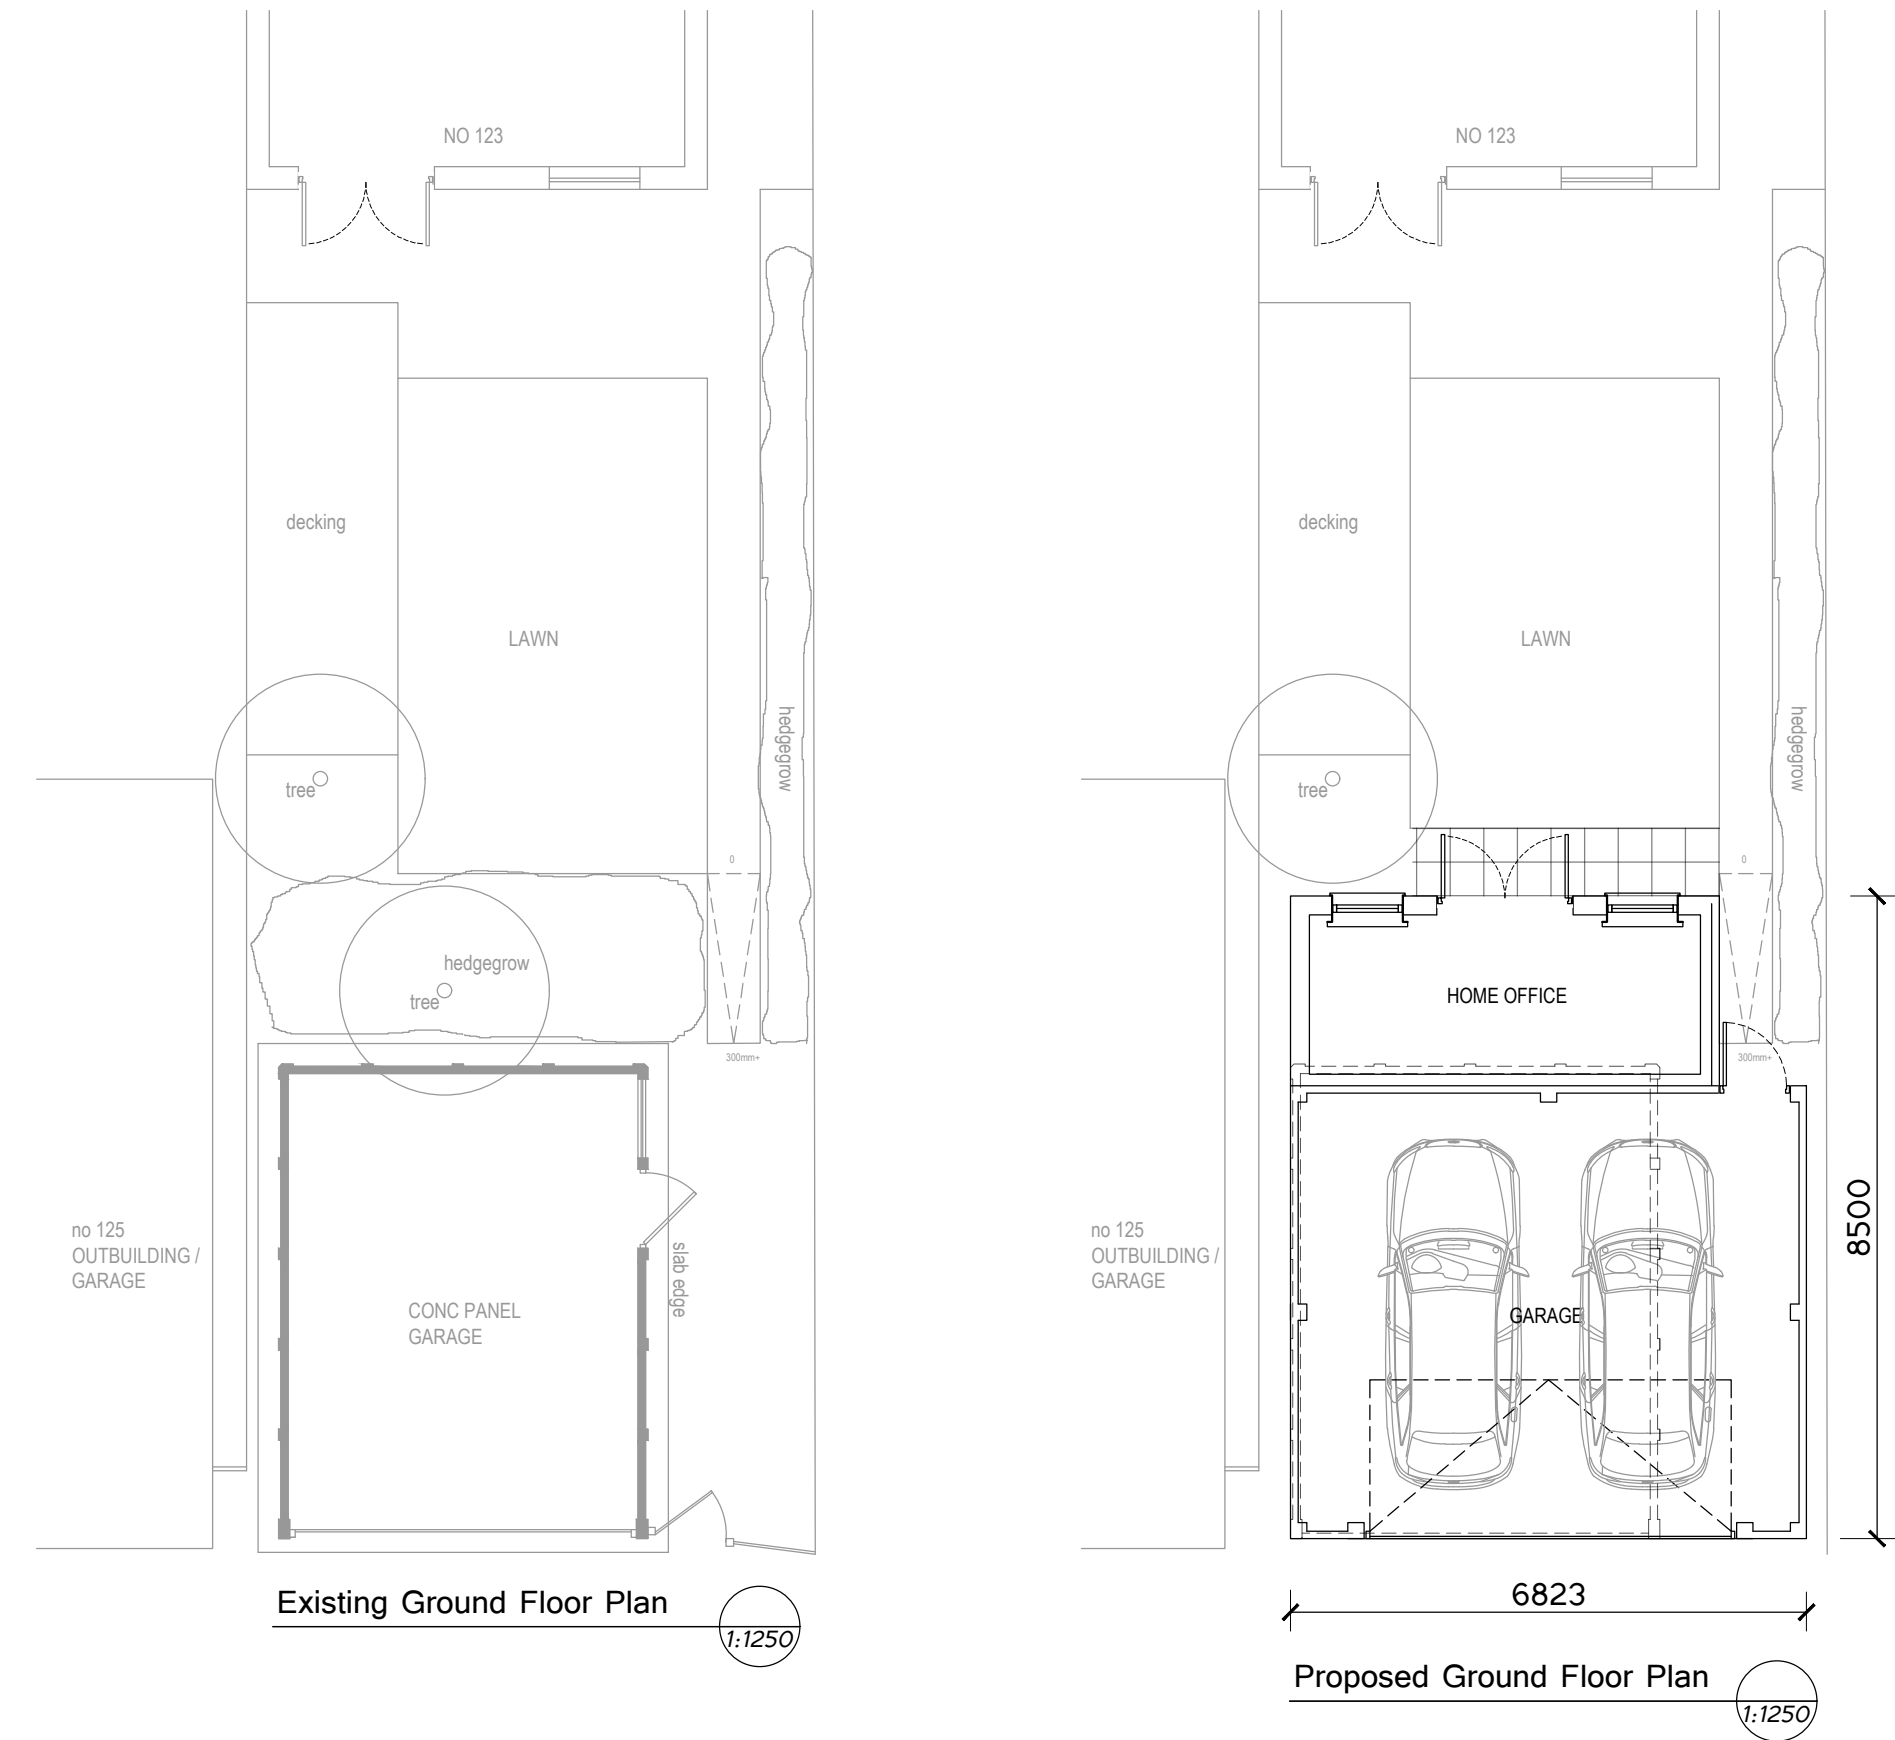 NO 123
decking
LAWN
hedgegrow
tree
0
hedgegrow
tree
300mm+
no 125
OUTBUILDING /
GARAGE
slab edge
CONC PANEL
GARAGE
Existing Ground Floor Plan
1:1250
NO 123
decking
LAWN
hedgegrow
tree
0
HOME OFFICE
300mm+
no 125
OUTBUILDING /
GARAGE
GARAGE
8500
6823
Proposed Ground Floor Plan
1:1250